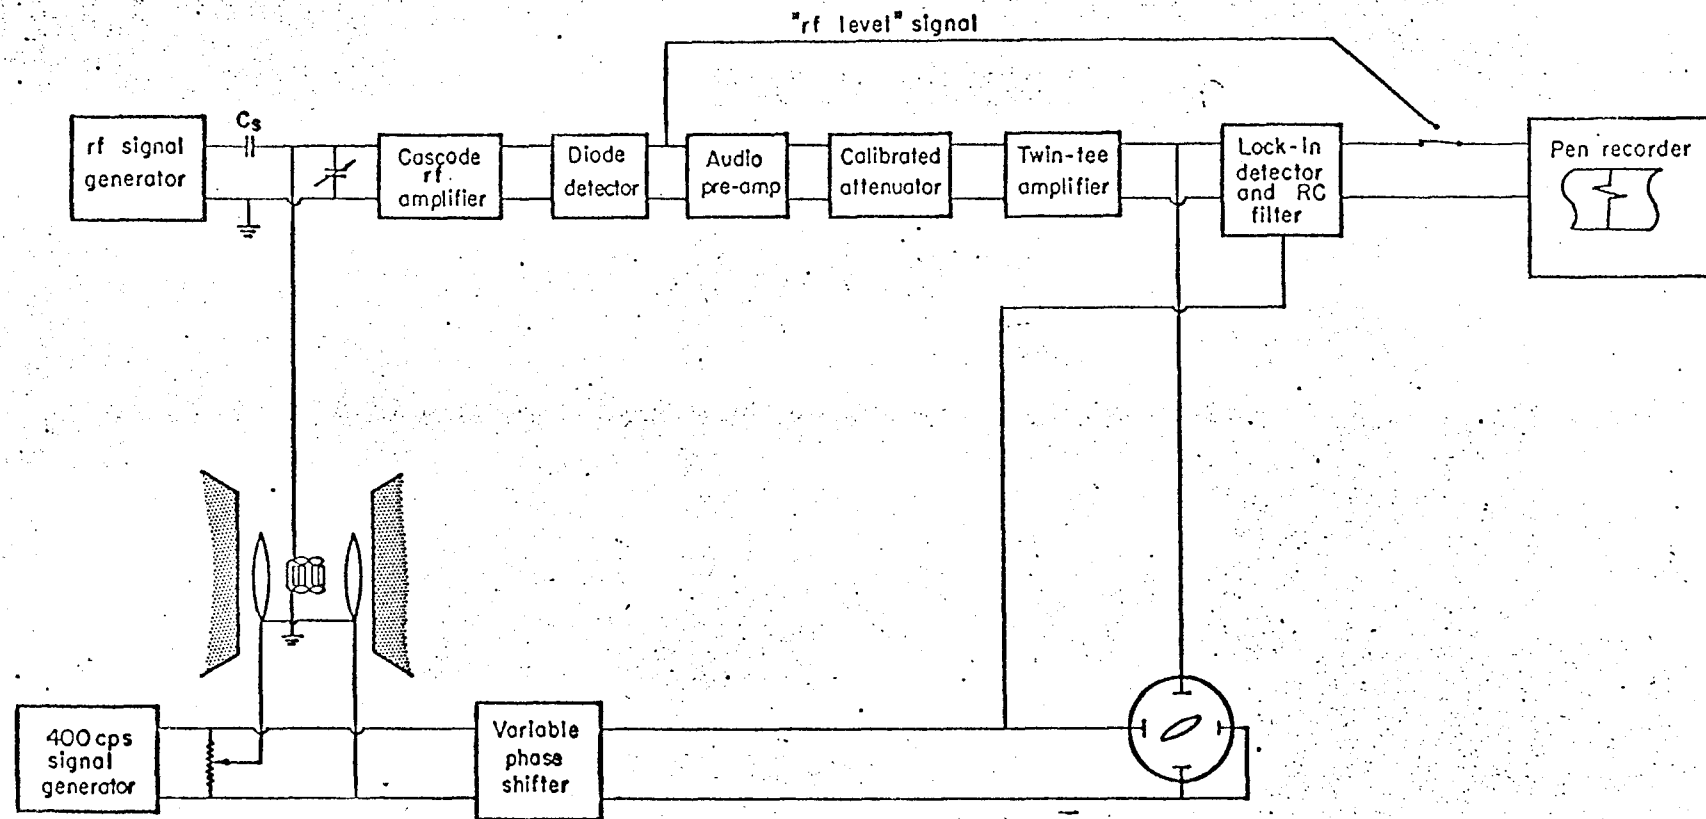 "rf level" signal
rf signal
generator
Cs
Cascode
rf
amplifier
Diode
detector
Audio
pre-amp
Calibrated
attenuator
Twin-tee
amplifier
Lock-in
detector
and RC
filter
Pen recorder
400 cps
signal
generator
Variable
phase
shifter